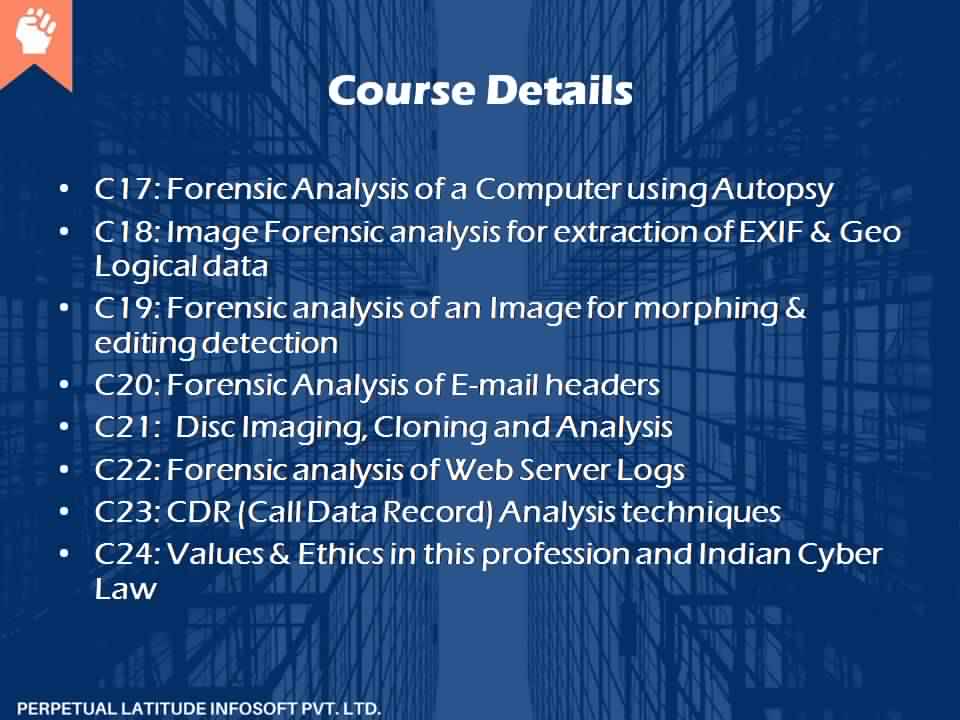 Course Details
• C17: Forensic Analysis of a Computer using Autopsy
• C18: Image Forensic analysis for extraction of EXIF & Geo
Logical data
• C19: Forensic analysis of an Image for morphing &
editing detection
• C20: Forensic Analysis of E-mail headers
• C21: Disc Imaging, Cloning and Analysis
• C22: Forensic analysis of Web Server Logs
• C23: CDR (Call Data Record) Analysis techniques
• C24: Values & Ethics in this profession and Indian Cyber
Law
PERPETUAL LATITUDE INFOSOFT PVT. LTD.